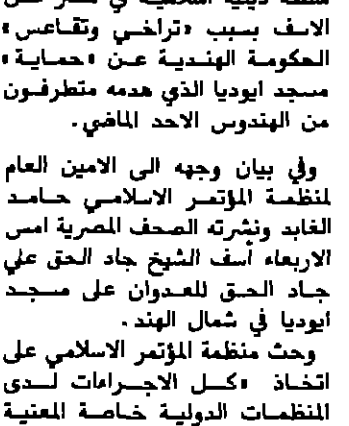 الاسف بسبب «تراخي وتقاعس»
الحكومة الهندية عن «حماية»
مسجد ايوديا الذي هدمه متطرفون
من الهندوس الاحد الماضي.
وفي بيان وجهه الى الامين العام
لمنظمة المؤتمر الاسلامي حامد
الغابد ونشرته الصحف المصرية امس
الاربعاء أسف الشيخ جاد الحق علي
جاد الحق للعدوان على مسجد
ايوديا في شمال الهند.
وحث منظمة المؤتمر الاسلامي على
اتخاذ «كل الاجراءات لدى
المنظمات الدولية خاصة المعنية